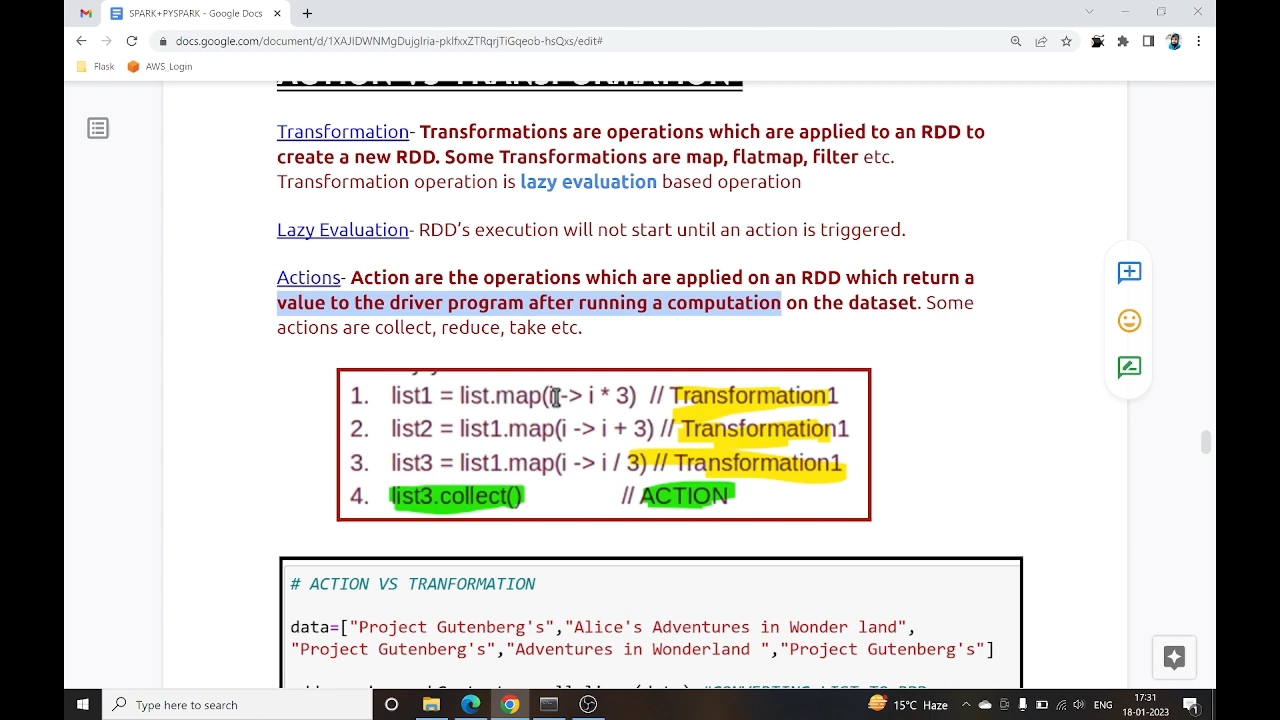 SPARK+PYSPARK - Google Docs
docs.google.com/document/d/1XAJIDWNMgDujgIria-pklfxxZTRqrjTiGqeob-hsQxs/edit#
Flask AWS_Login
ACTION VS TRANSFORMATION
Transformation- Transformations are operations which are applied to an RDD to
create a new RDD. Some Transformations are map, flatmap, filter etc.
Transformation operation is lazy evaluation based operation
Lazy Evaluation- RDD's execution will not start until an action is triggered.
Actions- Action are the operations which are applied on an RDD which return a
value to the driver program after running a computation on the dataset. Some
actions are collect, reduce, take etc.
1. list1 = list.map(i -> i * 3) // Transformation1
2. list2 = list1.map(i -> i + 3) // Transformation1
3. list3 = list1.map(i -> i / 3) // Transformation1
4. list3.collect() // ACTION
# ACTION VS TRANFORMATION
data=["Project Gutenberg's","Alice's Adventures in Wonder land",
"Project Gutenberg's","Adventures in Wonderland ","Project Gutenberg's"]
Type here to search
15°C Haze
17:31
18-01-2023